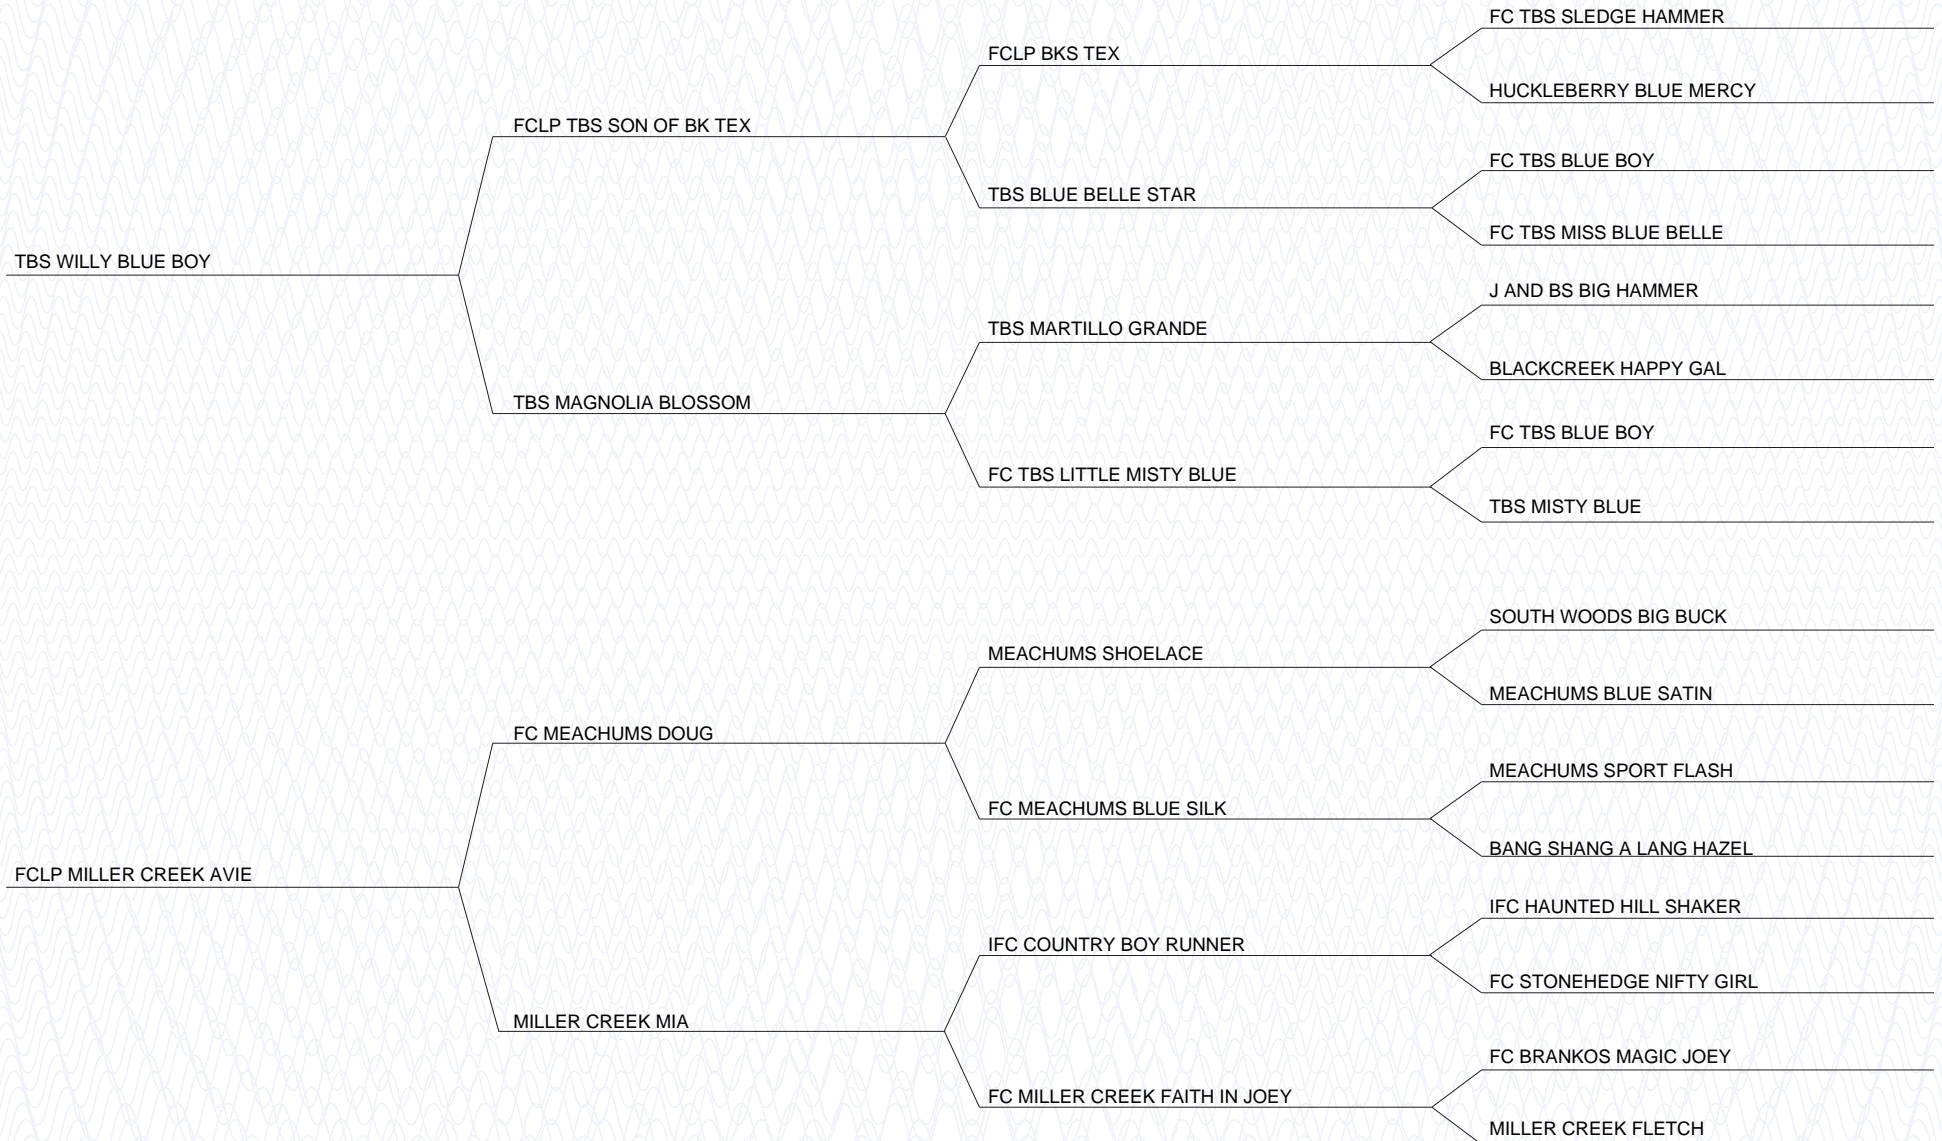 FC TBS SLEDGE HAMMER
FCLP BKS TEX
HUCKLEBERRY BLUE MERCY
FCLP TBS SON OF BK TEX
FC TBS BLUE BOY
TBS BLUE BELLE STAR
FC TBS MISS BLUE BELLE
TBS WILLY BLUE BOY
J AND BS BIG HAMMER
TBS MARTILLO GRANDE
BLACKCREEK HAPPY GAL
TBS MAGNOLIA BLOSSOM
FC TBS BLUE BOY
FC TBS LITTLE MISTY BLUE
TBS MISTY BLUE
SOUTH WOODS BIG BUCK
MEACHUMS SHOELACE
MEACHUMS BLUE SATIN
FC MEACHUMS DOUG
MEACHUMS SPORT FLASH
FC MEACHUMS BLUE SILK
BANG SHANG A LANG HAZEL
FCLP MILLER CREEK AVIE
IFC HAUNTED HILL SHAKER
IFC COUNTRY BOY RUNNER
FC STONEHEDGE NIFTY GIRL
MILLER CREEK MIA
FC BRANKOS MAGIC JOEY
FC MILLER CREEK FAITH IN JOEY
MILLER CREEK FLETCH